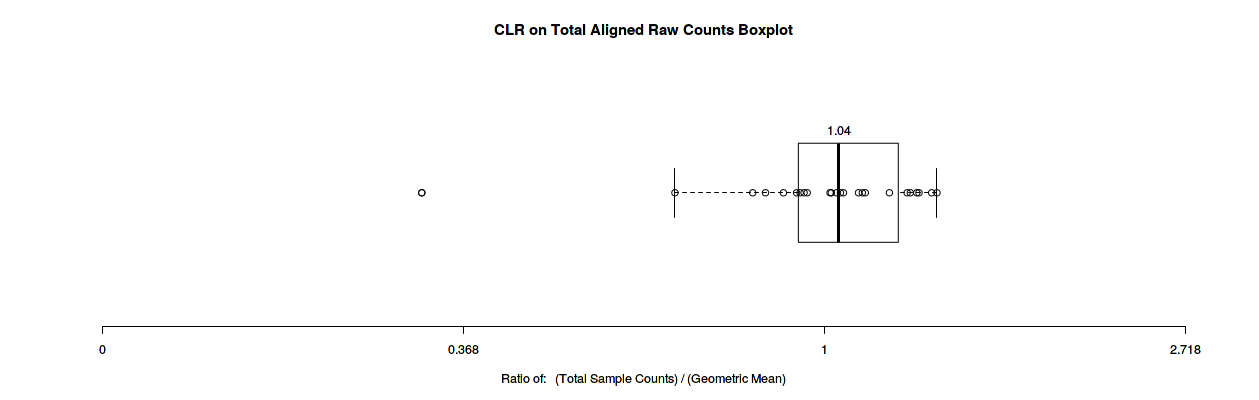 CLR on Total Aligned Raw Counts Boxplot
1.04
0 0.368 1 2.718
Ratio of: (Total Sample Counts) / (Geometric Mean)